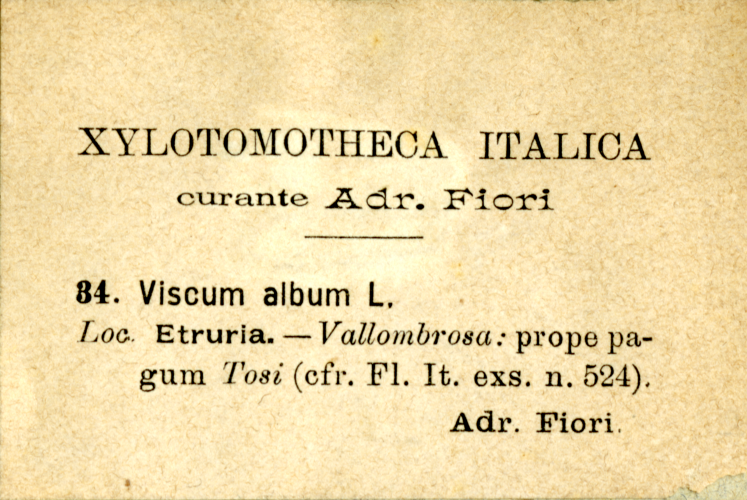 XYLOTOMOTHECA ITALICA
curante Adr. Fiori
84. Viscum album L.
Loc. Etruria. — Vallombrosa: prope pa-
gum Tosi (cfr. Fl. It. exs. n. 524).
Adr. Fiori.